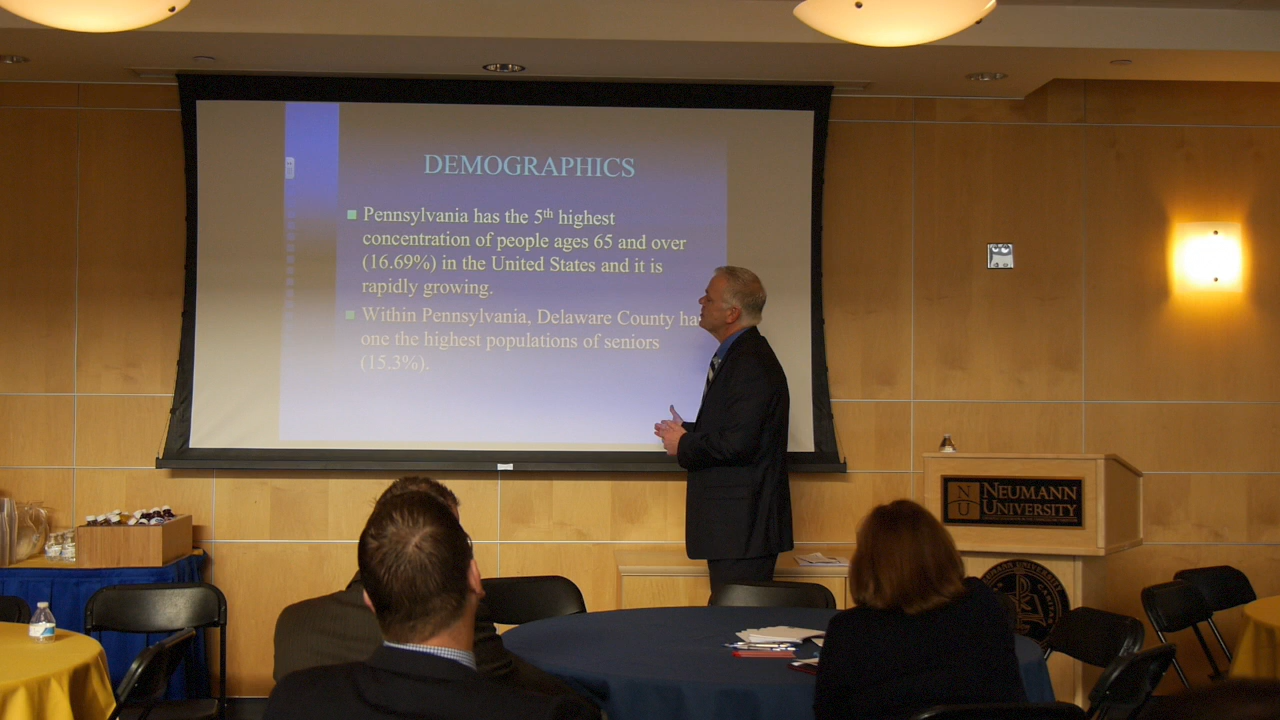 DEMOGRAPHICS
Pennsylvania has the 5th highest
concentration of people ages 65 and over
(16.69%) in the United States and it is
rapidly growing.
Within Pennsylvania, Delaware County ha
one the highest populations of seniors
(15.3%).
N
U
NEUMANN
UNIVERSITY